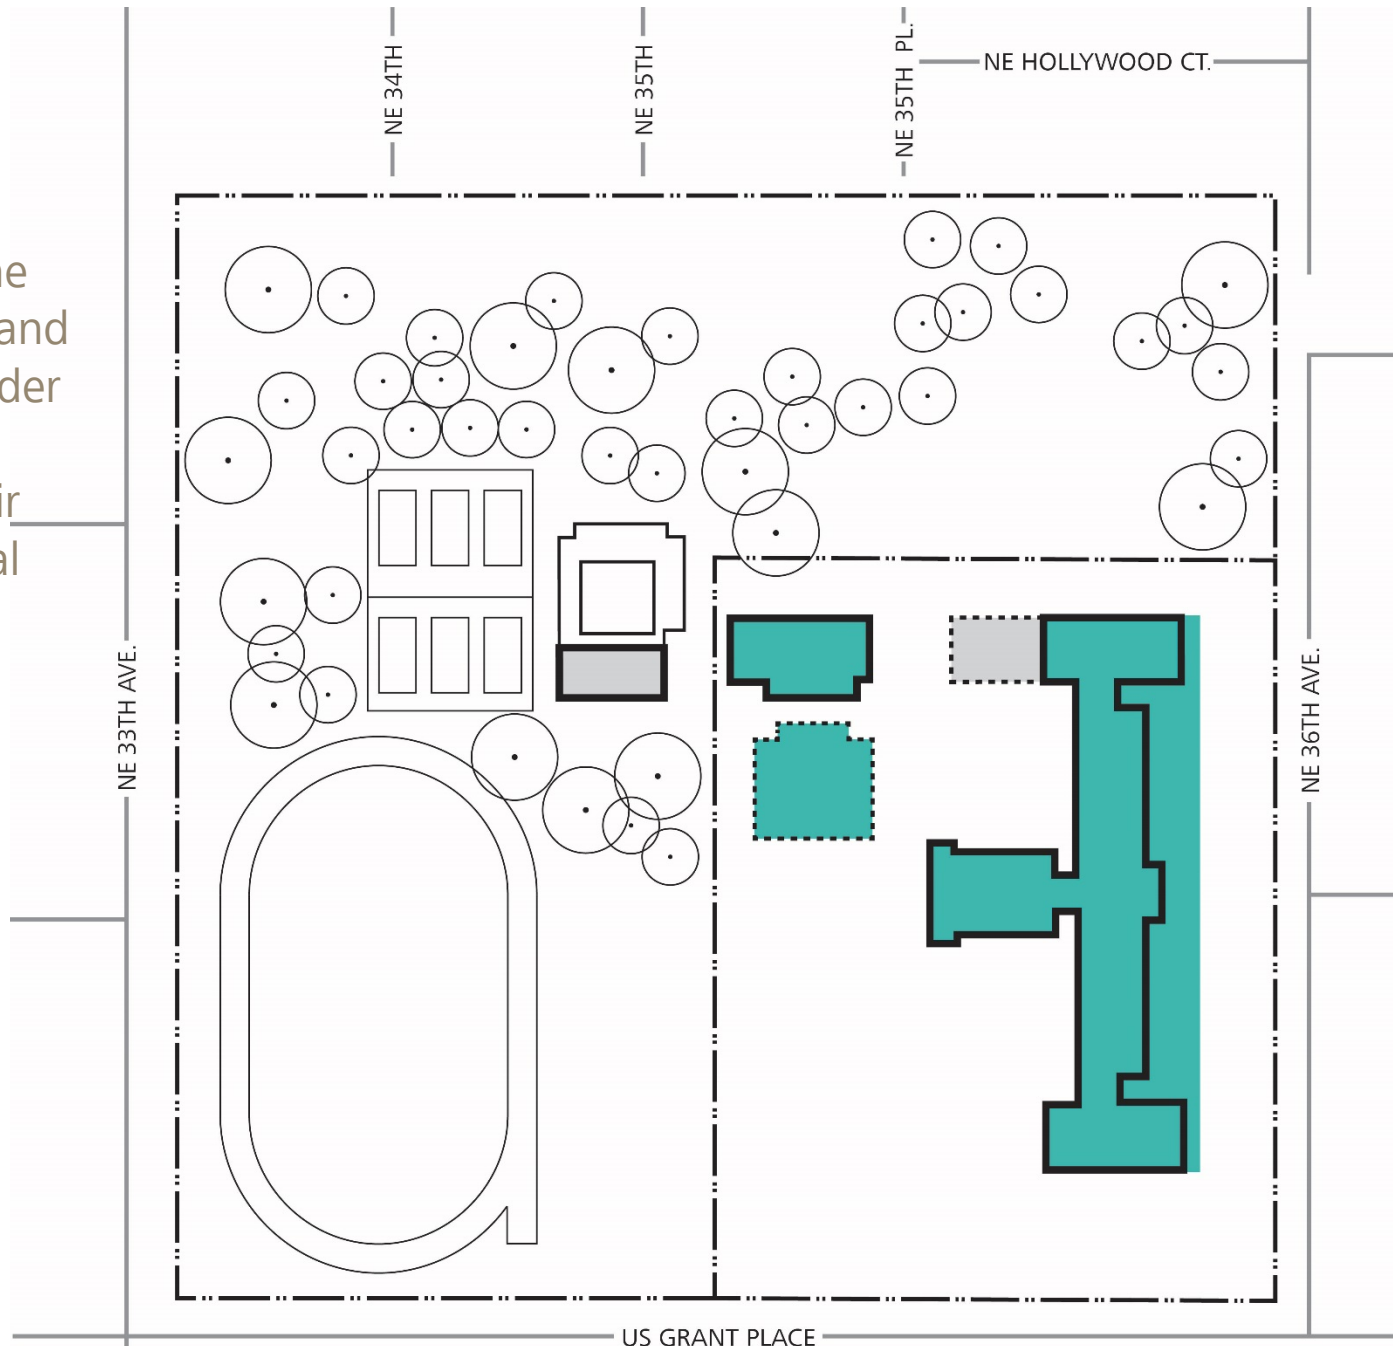 NE 34TH
NE 35TH
NE 35TH PL.
NE HOLLYWOOD CT.
and
NE 33TH AVE.
NE 36TH AVE.
US GRANT PLACE